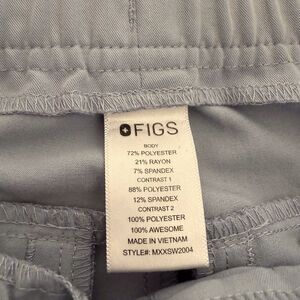 FIGS
BODY
72% POLYESTER
21% RAYON
7% SPANDEX
CONTRAST 1
88% POLYESTER
12% SPANDEX
CONTRAST 2
100% POLYESTER
100% AWESOME
MADE IN VIETNAM
STYLE#: MXXSW2004